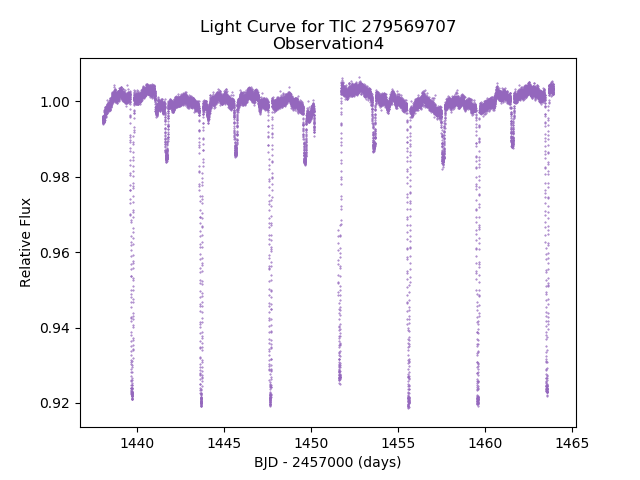 Light Curve for TIC 279569707
Observation4
Relative Flux
1.00
0.98
0.96
0.94
0.92
1440 1445 1450 1455 1460 1465
BJD - 2457000 (days)